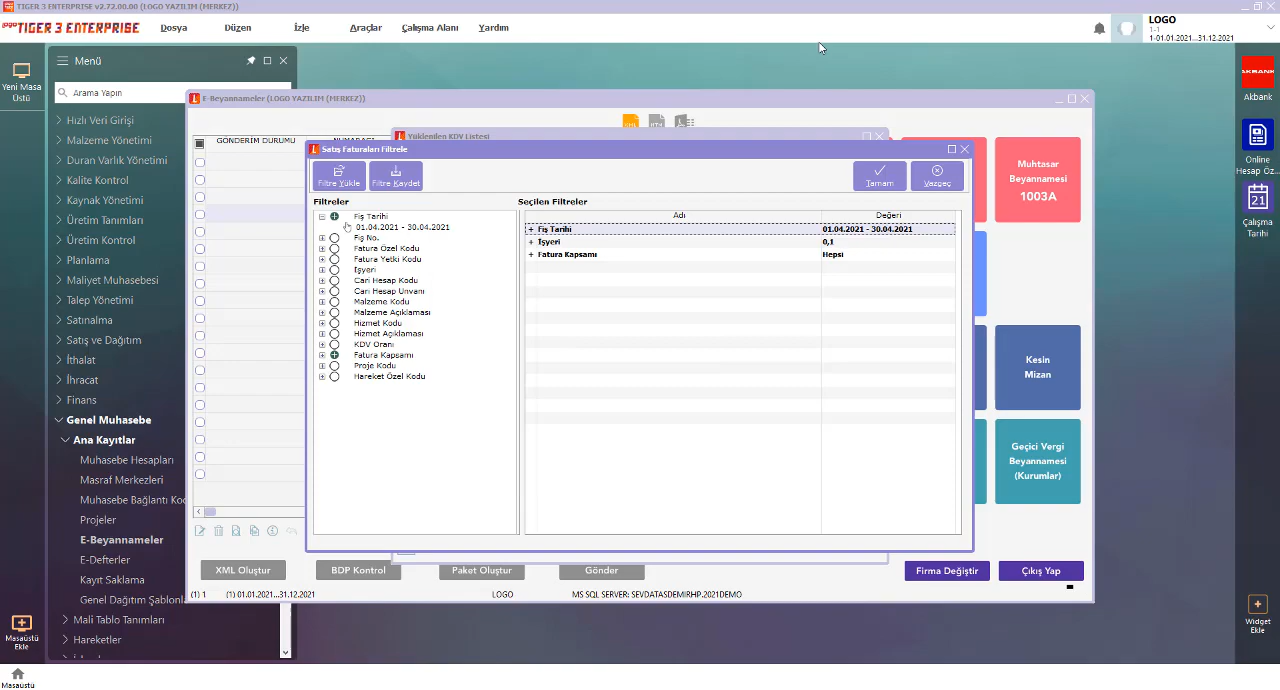 TIGER 3 ENTERPRISE v2.72.00.00 (LOGO YAZILIM (MERKEZ))
LOGO TIGER 3 ENTERPRISE
Dosya
Düzen
İzle
Araçlar
Çalışma Alanı
Yardım
LOGO
1-1
1-01.01.2021...31.12.2021
Yeni Masa
Üstü
Menü
Arama Yapın
Hızlı Veri Girişi
Malzeme Yönetimi
Duran Varlık Yönetimi
Kalite Kontrol
Kaynak Yönetimi
Üretim Tanımları
Üretim Kontrol
Planlama
Maliyet Muhasebesi
Talep Yönetimi
Satınalma
Satış ve Dağıtım
İthalat
İhracat
Finans
Genel Muhasebe
Ana Kayıtlar
Muhasebe Hesapları
Masraf Merkezleri
Muhasebe Bağlantı Kod
Projeler
E-Beyannameler
E-Defterler
Kayıt Saklama
Genel Dağıtım Şablonla
Mali Tablo Tanımları
Hareketler
E-Beyannameler (LOGO YAZILIM (MERKEZ))
GÖNDERİM DURUMU
NUMARASI
Yüklenilen KDV Listesi
Satış Faturaları Filtrele
Filtre Yükle
Filtre Kaydet
Tamam
Vazgeç
Filtreler
Fiş Tarihi
01.04.2021 - 30.04.2021
Fiş No.
Fatura Özel Kodu
Fatura Yetki Kodu
İşyeri
Cari Hesap Kodu
Cari Hesap Unvanı
Malzeme Kodu
Malzeme Açıklaması
Hizmet Kodu
Hizmet Açıklaması
KDV Oranı
Fatura Kapsamı
Proje Kodu
Hareket Özel Kodu
Seçilen Filtreler
Adı
Değeri
+ Fiş Tarihi 01.04.2021 - 30.04.2021
+ İşyeri 0,1
+ Fatura Kapsamı Hepsi
Muhtasar
Beyannamesi
1003A
Kesin
Mizan
Geçici Vergi
Beyannamesi
(Kurumlar)
XML Oluştur
BDP Kontrol
Paket Oluştur
Gönder
Firma Değiştir
Çıkış Yap
(1) 1
(1) 01.01.2021...31.12.2021
LOGO
MS SQL SERVER: SEVDATASDEMIRHP.2021DEMO
AKBANK
Akbank
Online
Hesap Öz...
21
Çalışma
Tarihi
Widget
Ekle
Masaüstü
Ekle
Masaüstü